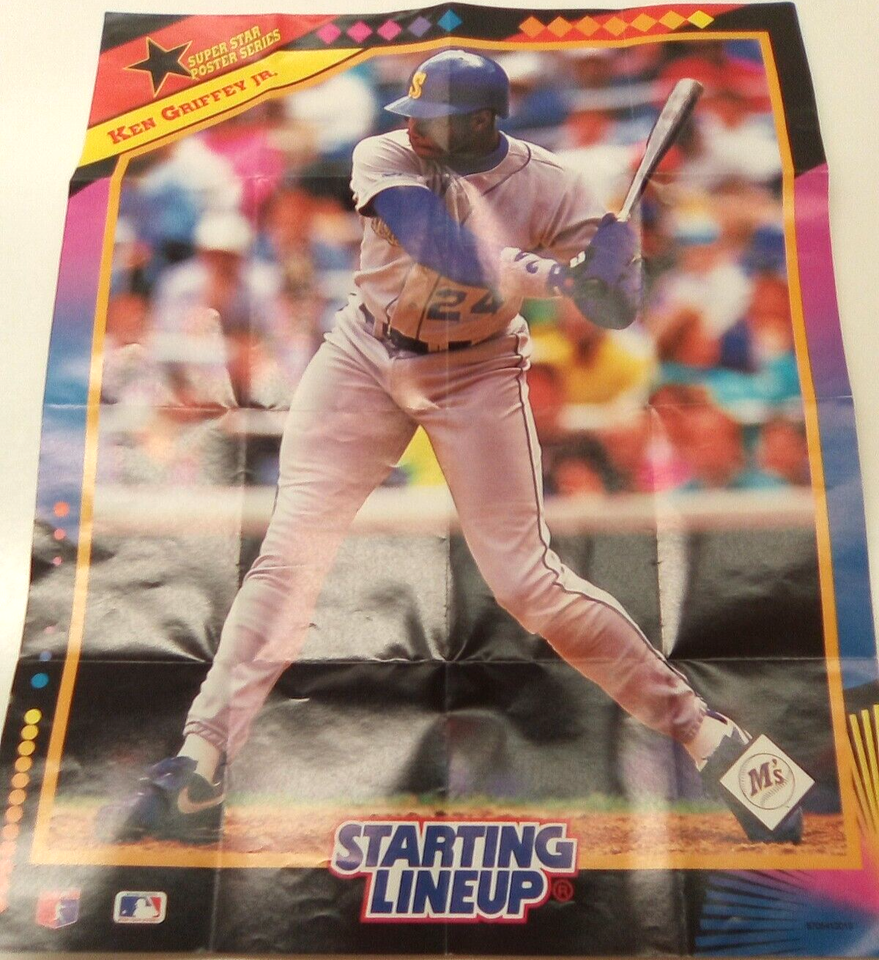 SUPER STAR
POSTER SERIES
KEN GRIFFEY JR.
S
24
M's
STARTING
LINEUP®